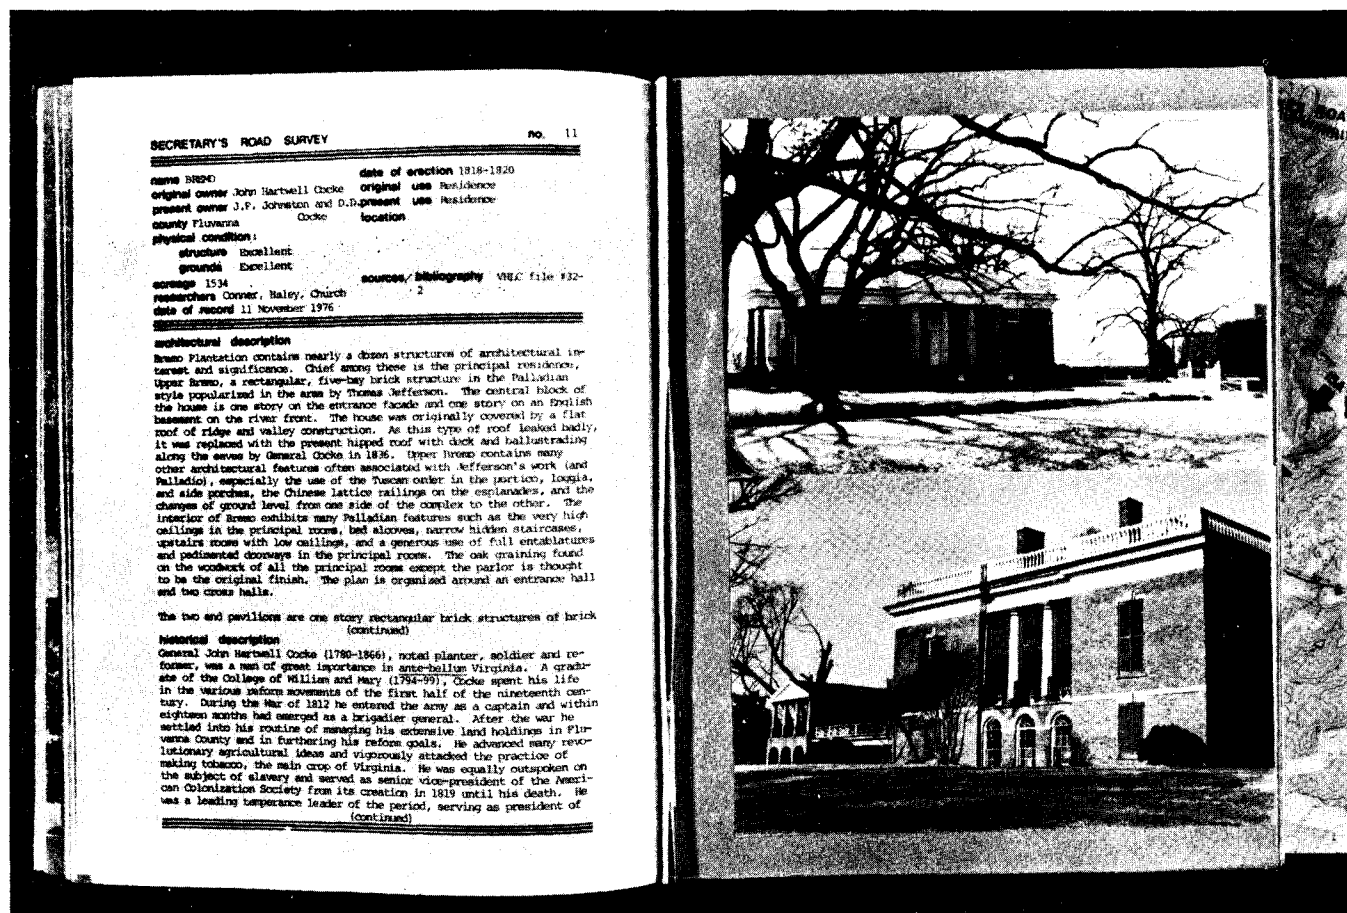 SECRETARY'S ROAD SURVEY no. 11
name BREMO date of erection 1818-1820
original owner John Hartwell Cocke original use Residence
present owner J.F. Johnston and D.D. present use Residence
Cocke
county Fluvanna location
physical condition:
structure Excellent
grounds Excellent
acreage 1534 sources/bibliography VHLC file #32-
2
researchers Conner, Haley, Church
date of record 11 November 1976
architectural description
Bremo Plantation contains nearly a dozen structures of architectural in-
terest and significance. Chief among these is the principal residence,
Upper Bremo, a rectangular, five-bay brick structure in the Palladian
style popularized in the area by Thomas Jefferson. The central block of
the house is one story on the entrance facade and one story on an English
basement on the river front. The house was originally covered by a flat
roof of ridge and valley construction. As this type of roof leaked badly,
it was replaced with the present hipped roof with deck and ballustrading
along the eaves by General Cocke in 1836. Upper Bremo contains many
other architectural features often associated with Jefferson's work (and
Palladio), especially the use of the Tuscan order in the portico, loggia,
and side porches, the Chinese lattice railings on the esplanades, and the
changes of ground level from one side of the complex to the other. The
interior of Bremo exhibits many Palladian features such as the very high
ceilings in the principal rooms, bed alcoves, narrow hidden staircases,
upstairs rooms with low ceilings, and a generous use of full entablatures
and pedimented doorways in the principal rooms. The oak graining found
on the woodwork of all the principal rooms except the parlor is thought
to be the original finish. The plan is organized around an entrance hall
and two cross halls.
The two end pavilions are one story rectangular brick structures of brick
(continued)
historical description
General John Hartwell Cocke (1780-1866), noted planter, soldier and re-
former, was a man of great importance in ante-bellum Virginia. A gradu-
ate of the College of William and Mary (1794-99), Cocke spent his life
in the various reform movements of the first half of the nineteenth cen-
tury. During the War of 1812 he entered the army as a captain and within
eighteen months had emerged as a brigadier general. After the war he
settled into his routine of managing his extensive land holdings in Flu-
vanna County and in furthering his reform goals. He advanced many revo-
lutionary agricultural ideas and vigorously attacked the practice of
making tobacco, the main crop of Virginia. He was equally outspoken on
the subject of slavery and served as senior vice-president of the Ameri-
can Colonization Society from its creation in 1819 until his death. He
was a leading temperance leader of the period, serving as president of
(continued)